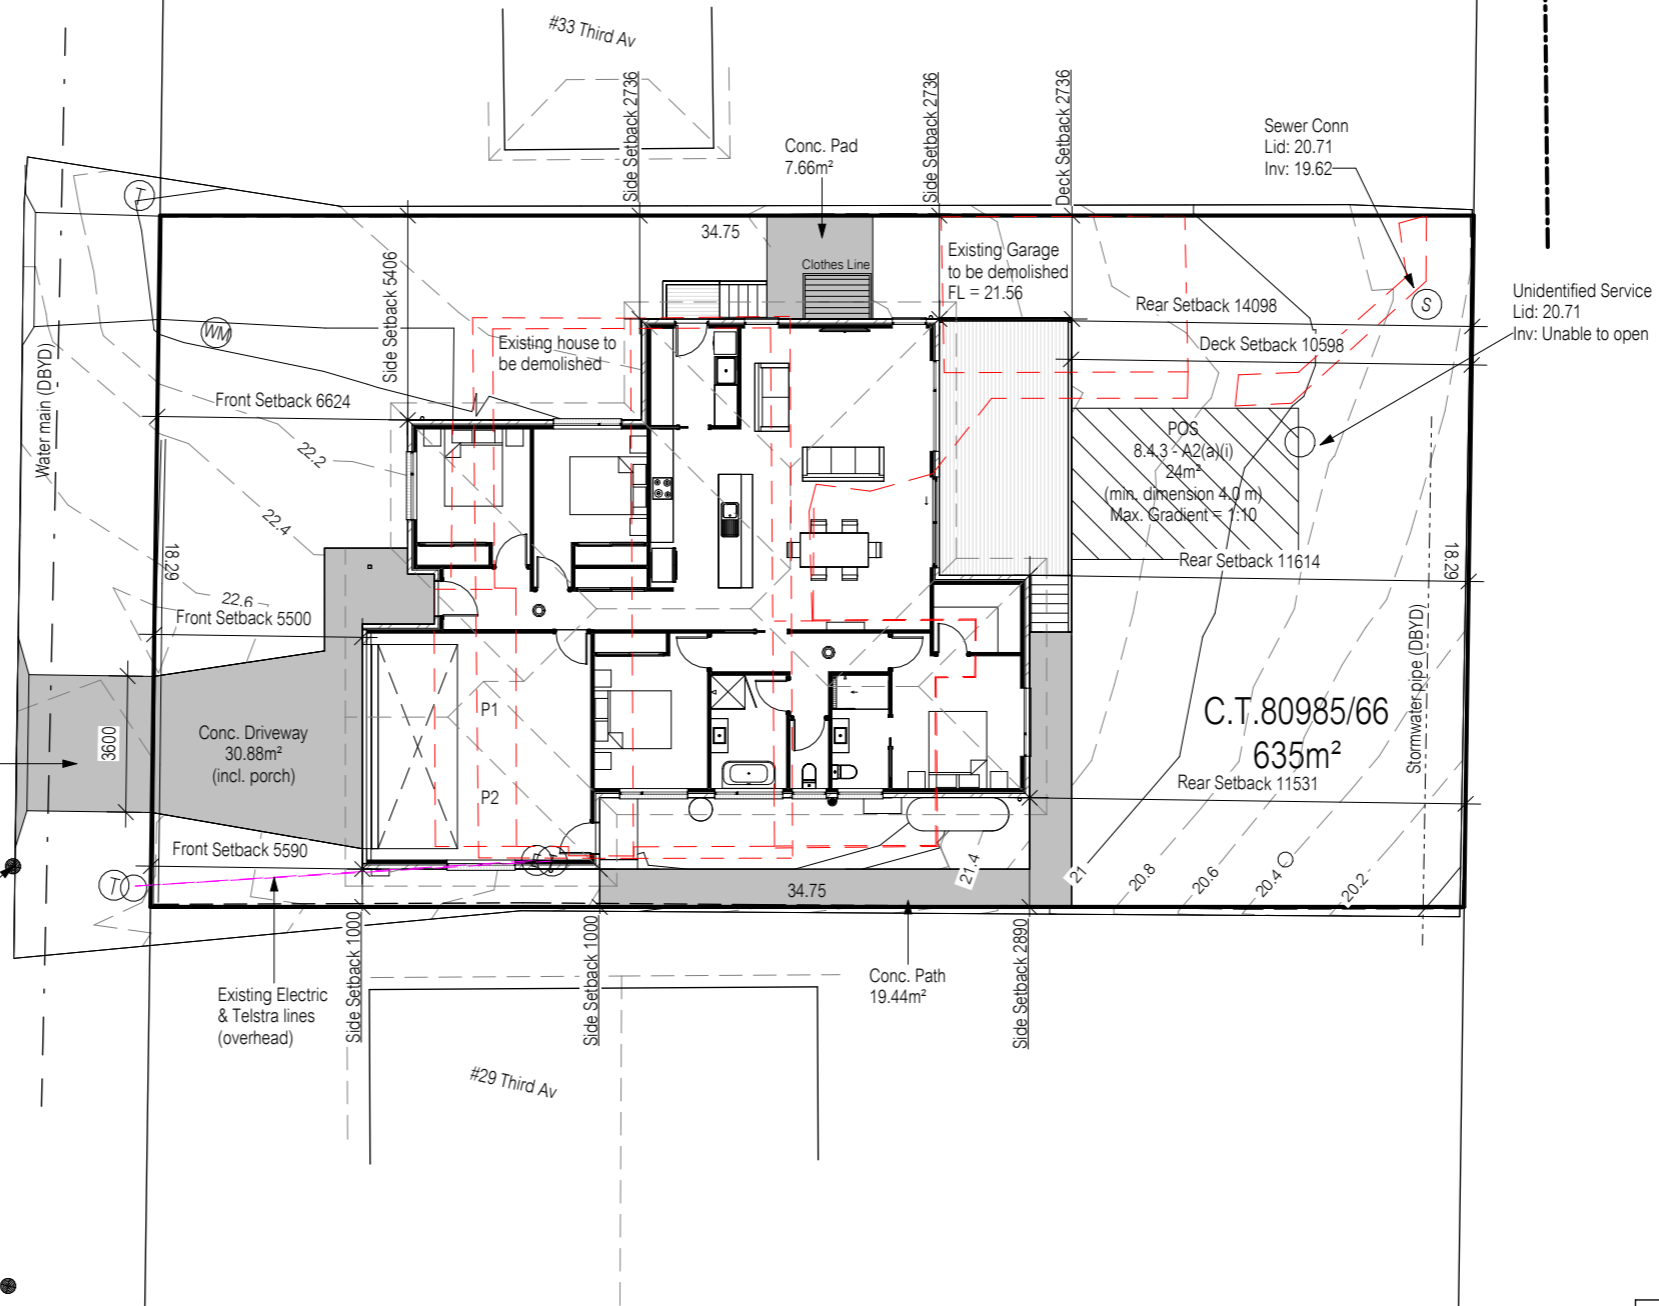 #33 Third Av
Side Setback 2736
Side Setback 2736
Deck Setback 2736
Conc. Pad
7.66m²
Sewer Conn
Lid: 20.71
Inv: 19.62
T
34.75
Clothes Line
Existing Garage
to be demolished
FL = 21.56
Side Setback 5406
Rear Setback 14098
S
Unidentified Service
Lid: 20.71
Inv: Unable to open
WM
Existing house to
be demolished
Deck Setback 10598
Water main (DBYD)
Front Setback 6624
22.2
POS
8.4.3 - A2(a)(i)
24m²
(min. dimension 4.0 m)
Max. Gradient = 1:10
22.4
18.29
Rear Setback 11614
18.29
22.6
Front Setback 5500
Stormwater pipe (DBYD)
C.T.80985/66
635m²
P1
3600
Conc. Driveway
30.88m²
(incl. porch)
P2
Rear Setback 11531
Front Setback 5590
T
34.75
21.4
21
20.8
20.6
20.4
20.2
Side Setback 1000
Side Setback 1000
Side Setback 2890
Conc. Path
19.44m²
Existing Electric
& Telstra lines
(overhead)
#29 Third Av